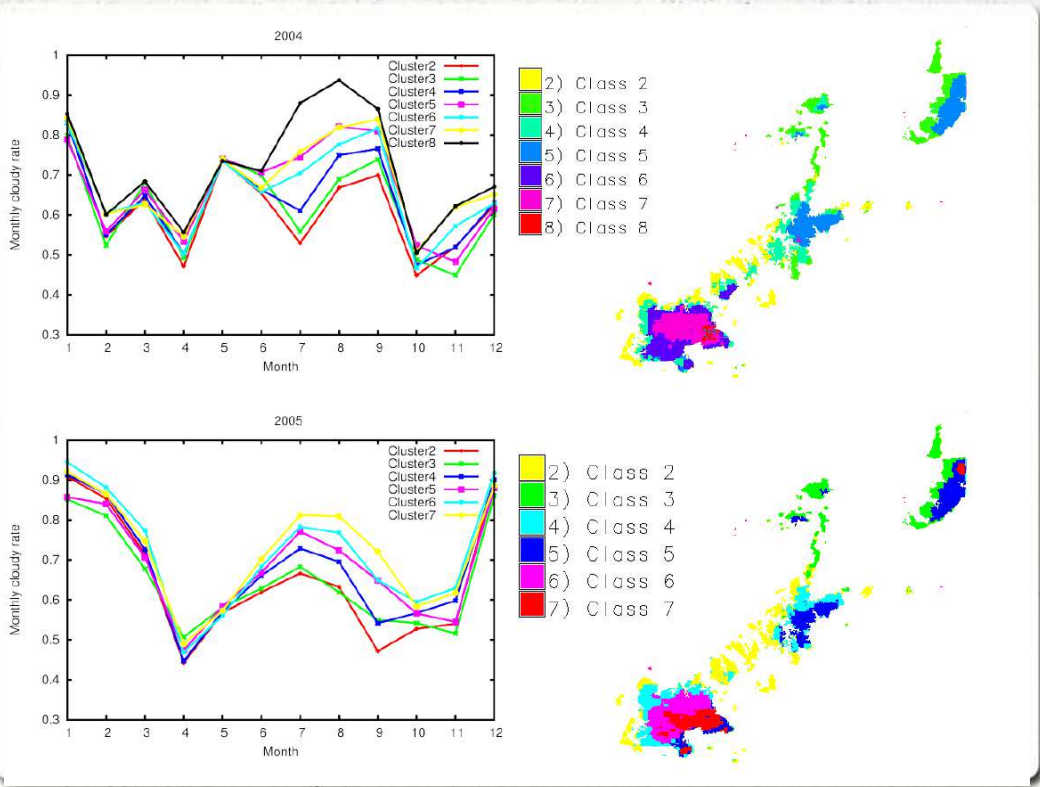 2004
Monthly cloudy rate
1
0.9
0.8
0.7
0.6
0.5
0.4
0.3
1 2 3 4 5 6 7 8 9 10 11 12
Month
Cluster2
Cluster3
Cluster4
Cluster5
Cluster6
Cluster7
Cluster8
2) Class 2
3) Class 3
4) Class 4
5) Class 5
6) Class 6
7) Class 7
8) Class 8
2005
Monthly cloudy rate
1
0.9
0.8
0.7
0.6
0.5
0.4
0.3
1 2 3 4 5 6 7 8 9 10 11 12
Month
Cluster2
Cluster3
Cluster4
Cluster5
Cluster6
Cluster7
2) Class 2
3) Class 3
4) Class 4
5) Class 5
6) Class 6
7) Class 7